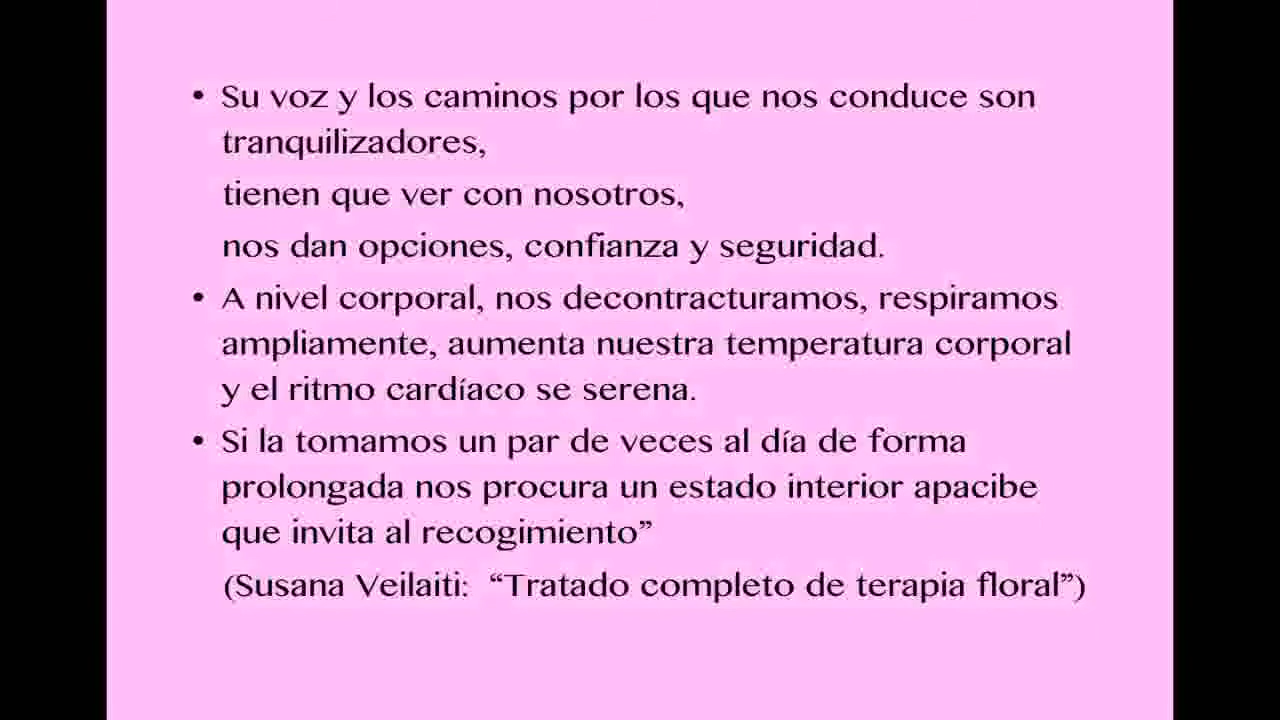 • Su voz y los caminos por los que nos conduce son
tranquilizadores,
tienen que ver con nosotros,
nos dan opciones, confianza y seguridad.
• A nivel corporal, nos decontracturamos, respiramos
ampliamente, aumenta nuestra temperatura corporal
y el ritmo cardíaco se serena.
• Si la tomamos un par de veces al día de forma
prolongada nos procura un estado interior apacibe
que invita al recogimiento”
(Susana Veilaiti: “Tratado completo de terapia floral”)